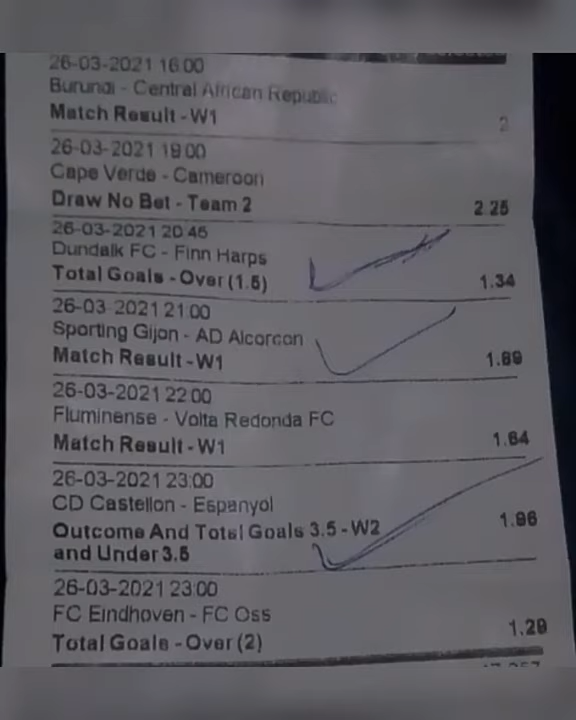 26-03-2021 16:00
Burundi - Central African Republic
Match Result - W1
2
26-03-2021 19:00
Cape Verde - Cameroon
Draw No Bet - Team 2
2.25
26-03-2021 20:45
Dundalk FC - Finn Harps
Total Goals - Over (1.5)
1.34
26-03-2021 21:00
Sporting Gijon - AD Alcorcon
Match Result - W1
1.69
26-03-2021 22:00
Fluminense - Volta Redonda FC
Match Result - W1
1.64
26-03-2021 23:00
CD Castellon - Espanyol
Outcome And Total Goals 3.5 - W2
and Under 3.5
1.96
26-03-2021 23:00
FC Eindhoven - FC Oss
Total Goals - Over (2)
1.29